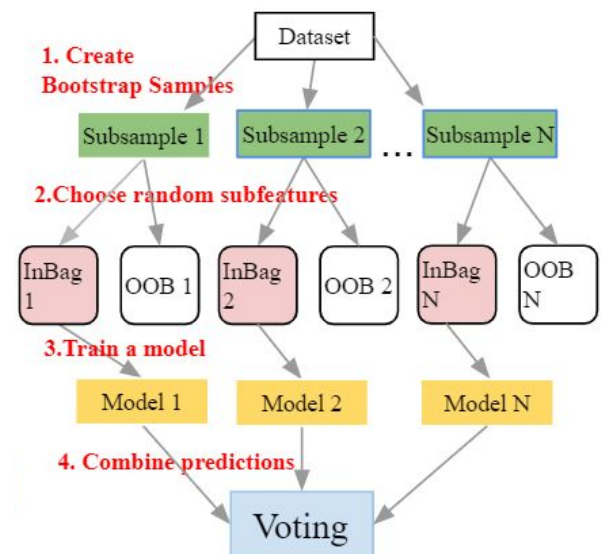 Dataset
1. Create
Bootstrap Samples
Subsample 1
Subsample 2
...
Subsample N
2.Choose random subfeatures
InBag
1
OOB 1
InBag
2
OOB 2
InBag
N
OOB
N
3.Train a model
Model 1
Model 2
Model N
4. Combine predictions
Voting